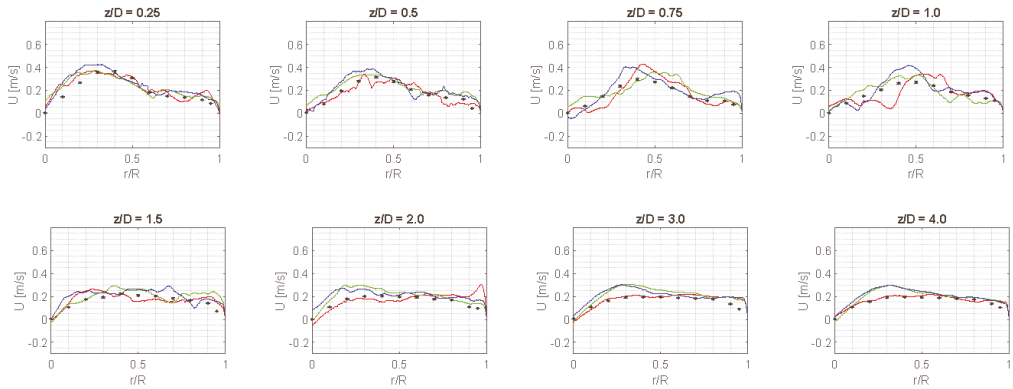 z/D = 0.25
0.6
0.4
0.2
0
-0.2
U [m/s]
0 0.5 1
r/R
z/D = 0.5
0.6
0.4
0.2
0
-0.2
U [m/s]
0 0.5 1
r/R
z/D = 0.75
0.6
0.4
0.2
0
-0.2
U [m/s]
0 0.5 1
r/R
z/D = 1.0
0.6
0.4
0.2
0
-0.2
U [m/s]
0 0.5 1
r/R
z/D = 1.5
0.6
0.4
0.2
0
-0.2
U [m/s]
0 0.5 1
r/R
z/D = 2.0
0.6
0.4
0.2
0
-0.2
U [m/s]
0 0.5 1
r/R
z/D = 3.0
0.6
0.4
0.2
0
-0.2
U [m/s]
0 0.5 1
r/R
z/D = 4.0
0.6
0.4
0.2
0
-0.2
U [m/s]
0 0.5 1
r/R